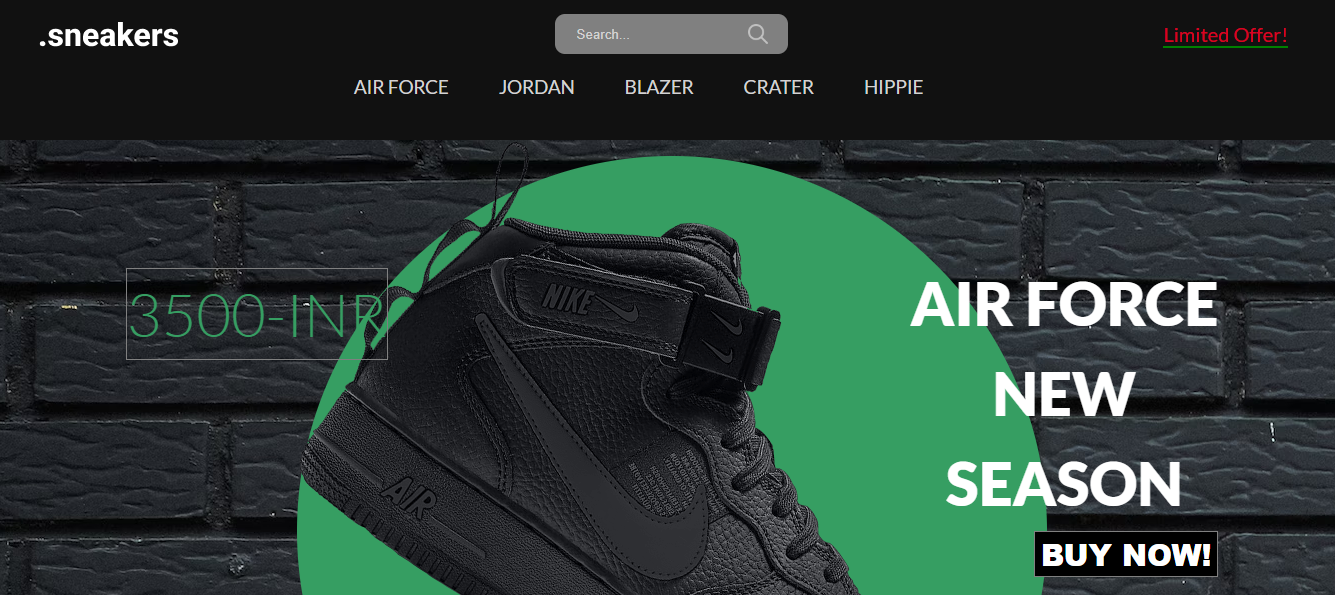 .sneakers
Search...
Limited Offer!
AIR FORCE
JORDAN
BLAZER
CRATER
HIPPIE
3500-INR
NIKE
AIR
AIR FORCE
NEW
SEASON
BUY NOW!